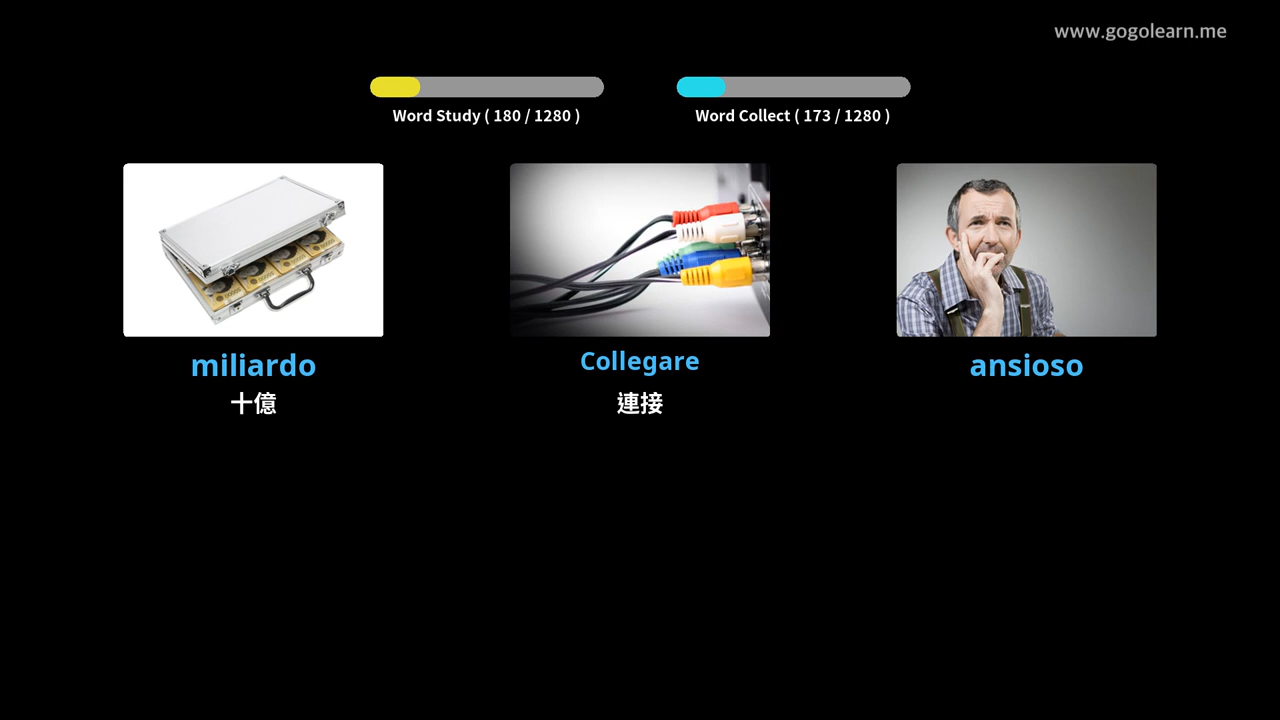 www.gogolearn.me
Word Study ( 180 / 1280 )
Word Collect ( 173 / 1280 )
miliardo
十億
Collegare
連接
ansioso